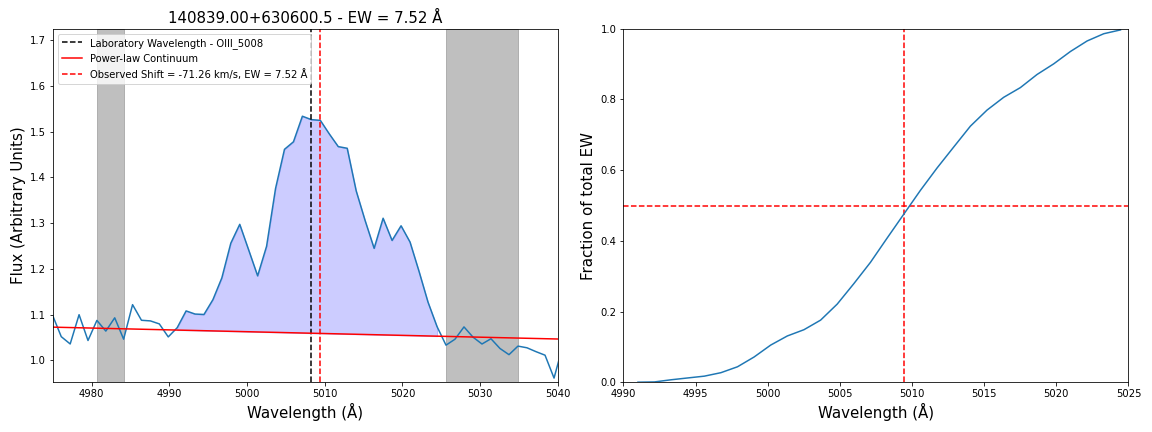 140839.00+630600.5 - EW = 7.52 Å
Laboratory Wavelength - OIII_5008
Power-law Continuum
Observed Shift = -71.26 km/s, EW = 7.52 Å
Flux (Arbitrary Units)
1.7
1.6
1.5
1.4
1.3
1.2
1.1
1.0
4980 4990 5000 5010 5020 5030 5040
Wavelength (Å)
Fraction of total EW
1.0
0.8
0.6
0.4
0.2
0.0
4990 4995 5000 5005 5010 5015 5020 5025
Wavelength (Å)